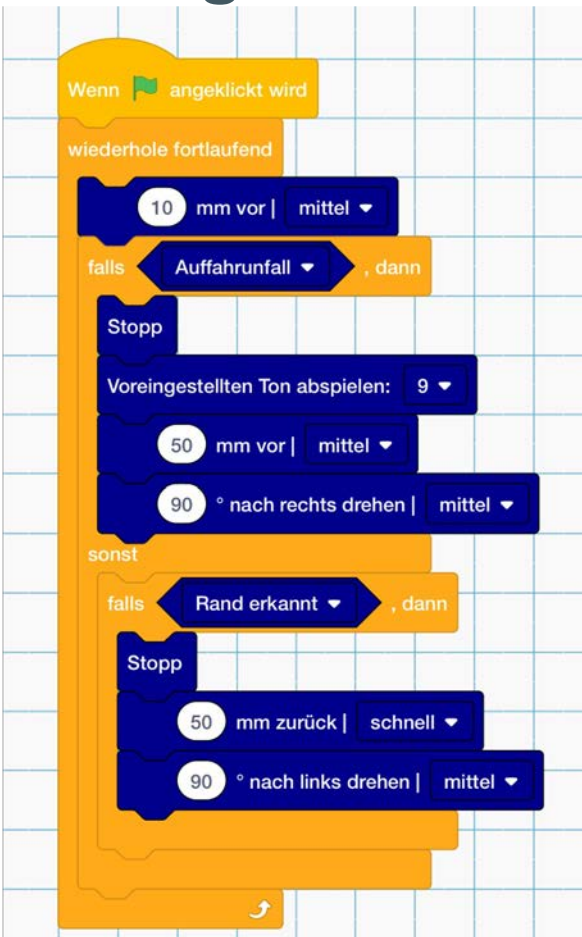 Wenn angeklickt wird
wiederhole fortlaufend
10 mm vor | mittel
falls Auffahrunfall , dann
Stopp
Voreingestellten Ton abspielen: 9
50 mm vor | mittel
90 ° nach rechts drehen | mittel
sonst
falls Rand erkannt , dann
Stopp
50 mm zurück | schnell
90 ° nach links drehen | mittel